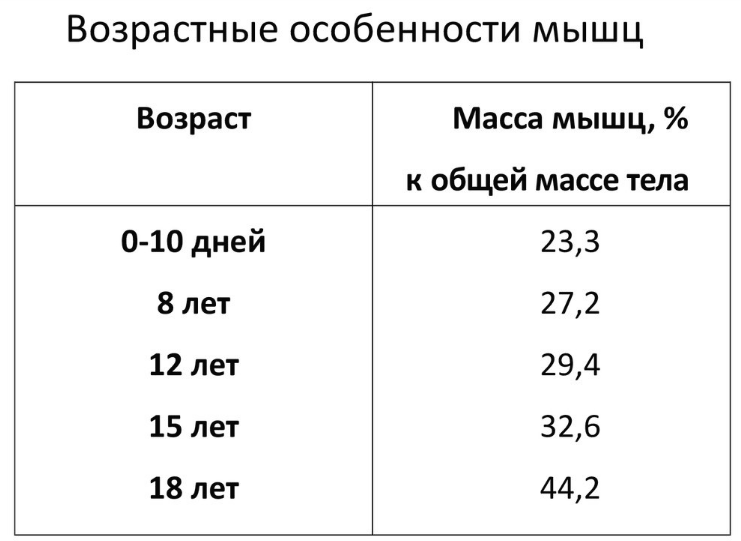 Возрастные особенности мышц
Возраст
Масса мышц, %
к общей массе тела
0-10 дней
23,3
8 лет
27,2
12 лет
29,4
15 лет
32,6
18 лет
44,2